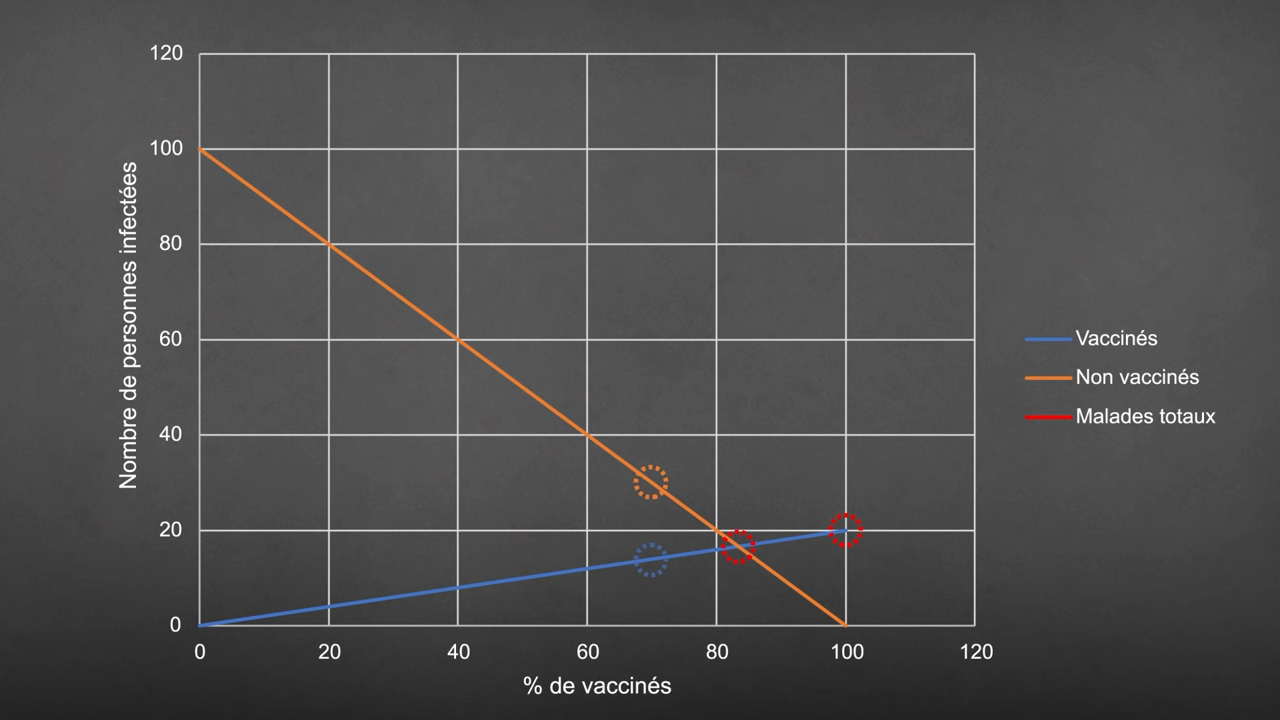 120
100
80
60
40
20
0
Nombre de personnes infectées
0 20 40 60 80 100 120
% de vaccinés
Vaccinés
Non vaccinés
Malades totaux